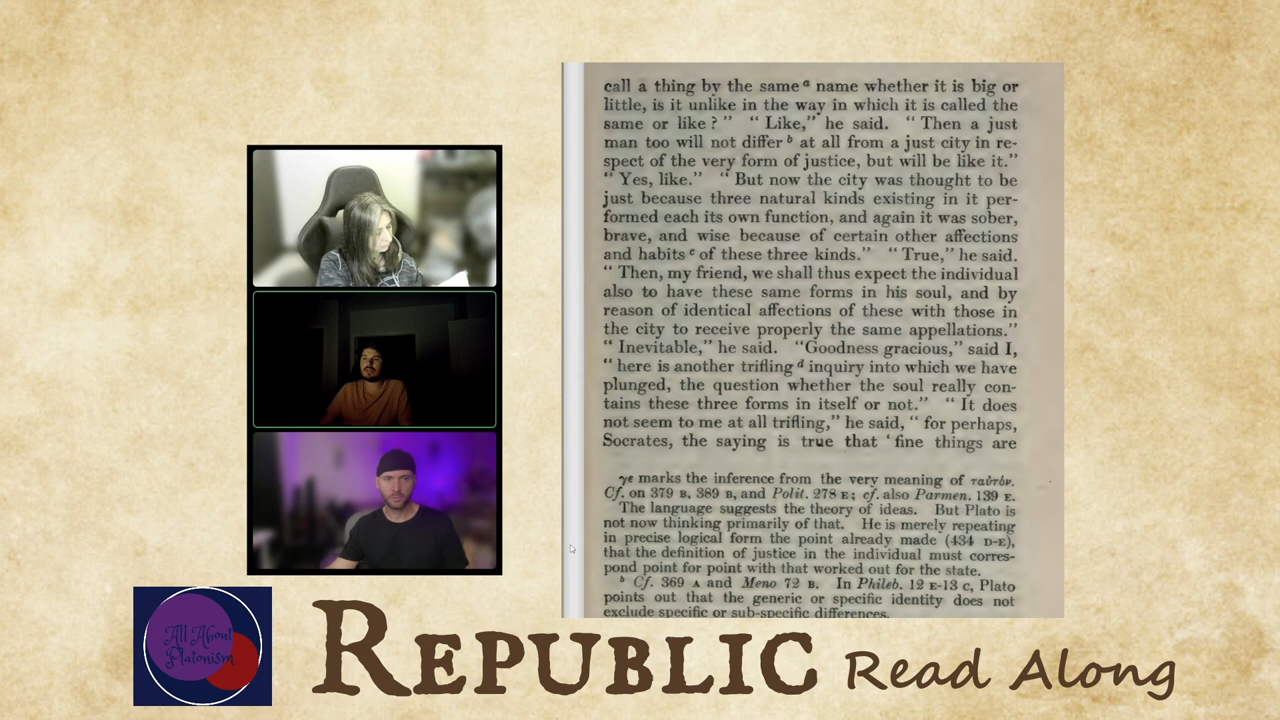 call a thing by the same ᵃ name whether it is big or
little, is it unlike in the way in which it is called the
same or like ? ” “ Like,” he said. “ Then a just
man too will not differ ᵇ at all from a just city in re-
spect of the very form of justice, but will be like it.”
“ Yes, like.” “ But now the city was thought to be
just because three natural kinds existing in it per-
formed each its own function, and again it was sober,
brave, and wise because of certain other affections
and habits ᶜ of these three kinds.” “ True,” he said.
“ Then, my friend, we shall thus expect the individual
also to have these same forms in his soul, and by
reason of identical affections of these with those in
the city to receive properly the same appellations.”
“ Inevitable,” he said. “Goodness gracious,” said I,
“ here is another trifling ᵈ inquiry into which we have
plunged, the question whether the soul really con-
tains these three forms in itself or not.” “ It does
not seem to me at all trifling,” he said, “ for perhaps,
Socrates, the saying is true that ‘ fine things are
γε marks the inference from the very meaning of ταὐτόν.
Cf. on 379 B, 389 B, and Polit. 278 E ; cf. also Parmen. 139 E.
The language suggests the theory of ideas. But Plato is
not now thinking primarily of that. He is merely repeating
in precise logical form the point already made (434 D-E),
that the definition of justice in the individual must corres-
pond point for point with that worked out for the state.
ᵇ Cf. 369 A and Meno 72 B. In Phileb. 12 E-13 C, Plato
points out that the generic or specific identity does not
exclude specific or sub-specific differences.
All About
Platonism
REPUBLIC Read Along